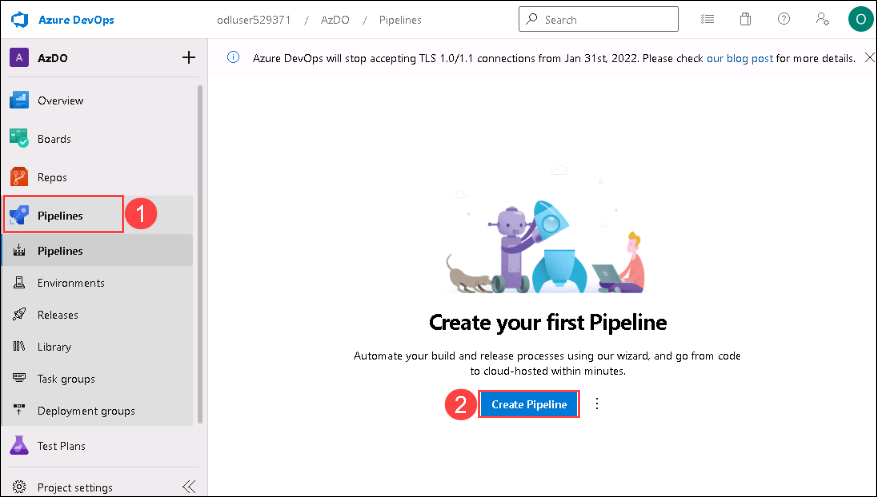 Azure DevOps odluser529371 / AzDO / Pipelines Search O
A AzDO
Azure DevOps will stop accepting TLS 1.0/1.1 connections from Jan 31st, 2022. Please check our blog post for more details.
Overview
Boards
Repos
Pipelines 1
Pipelines
Environments
Releases
Library
Task groups
Deployment groups
Test Plans
Project settings
Create your first Pipeline
Automate your build and release processes using our wizard, and go from code
to cloud-hosted within minutes.
2 Create Pipeline